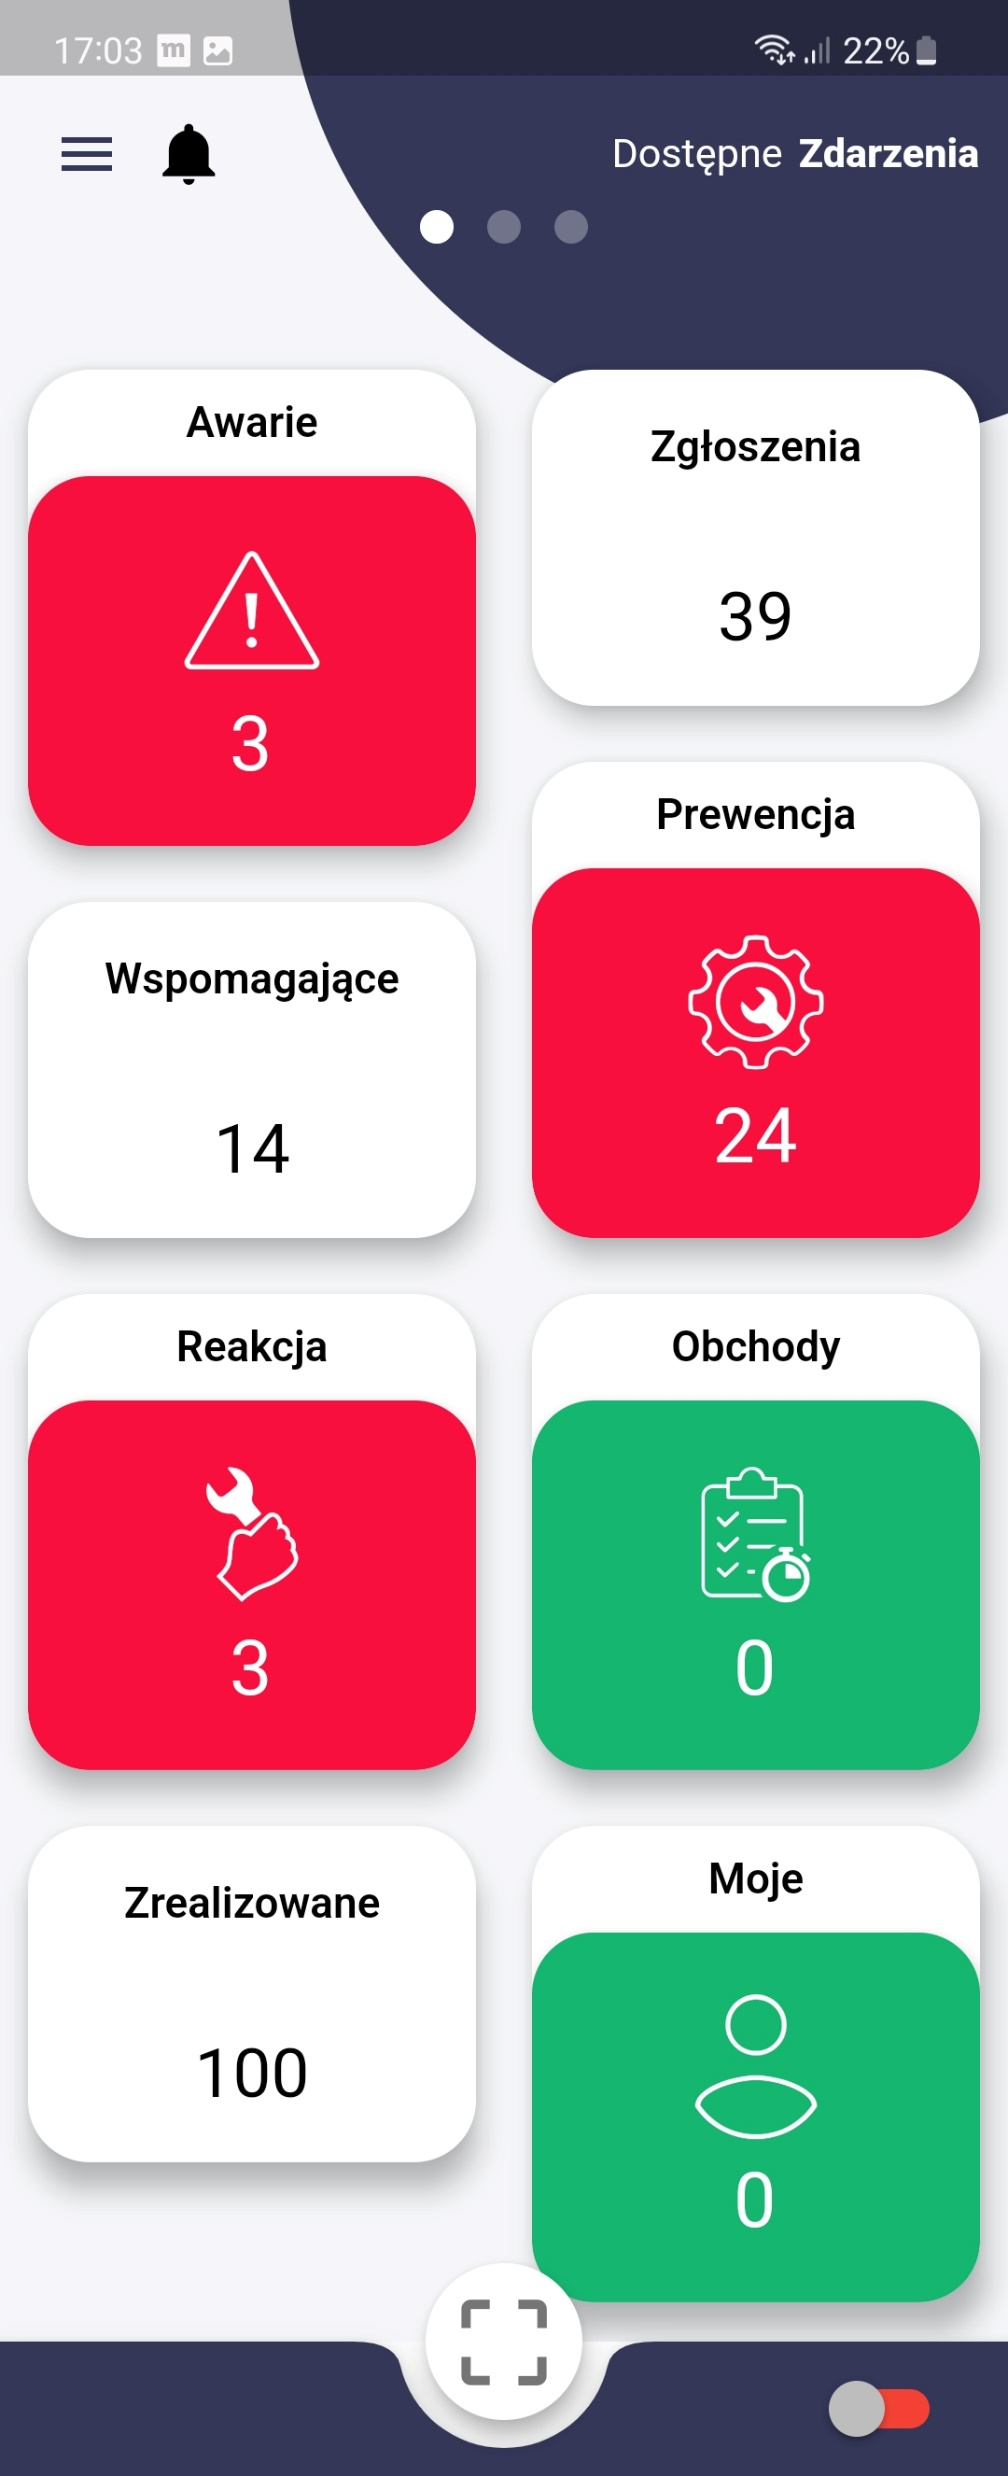 17:03 m 22%
Dostępne Zdarzenia
Awarie
3
Zgłoszenia
39
Prewencja
24
Wspomagające
14
Reakcja
3
Obchody
0
Zrealizowane
100
Moje
0